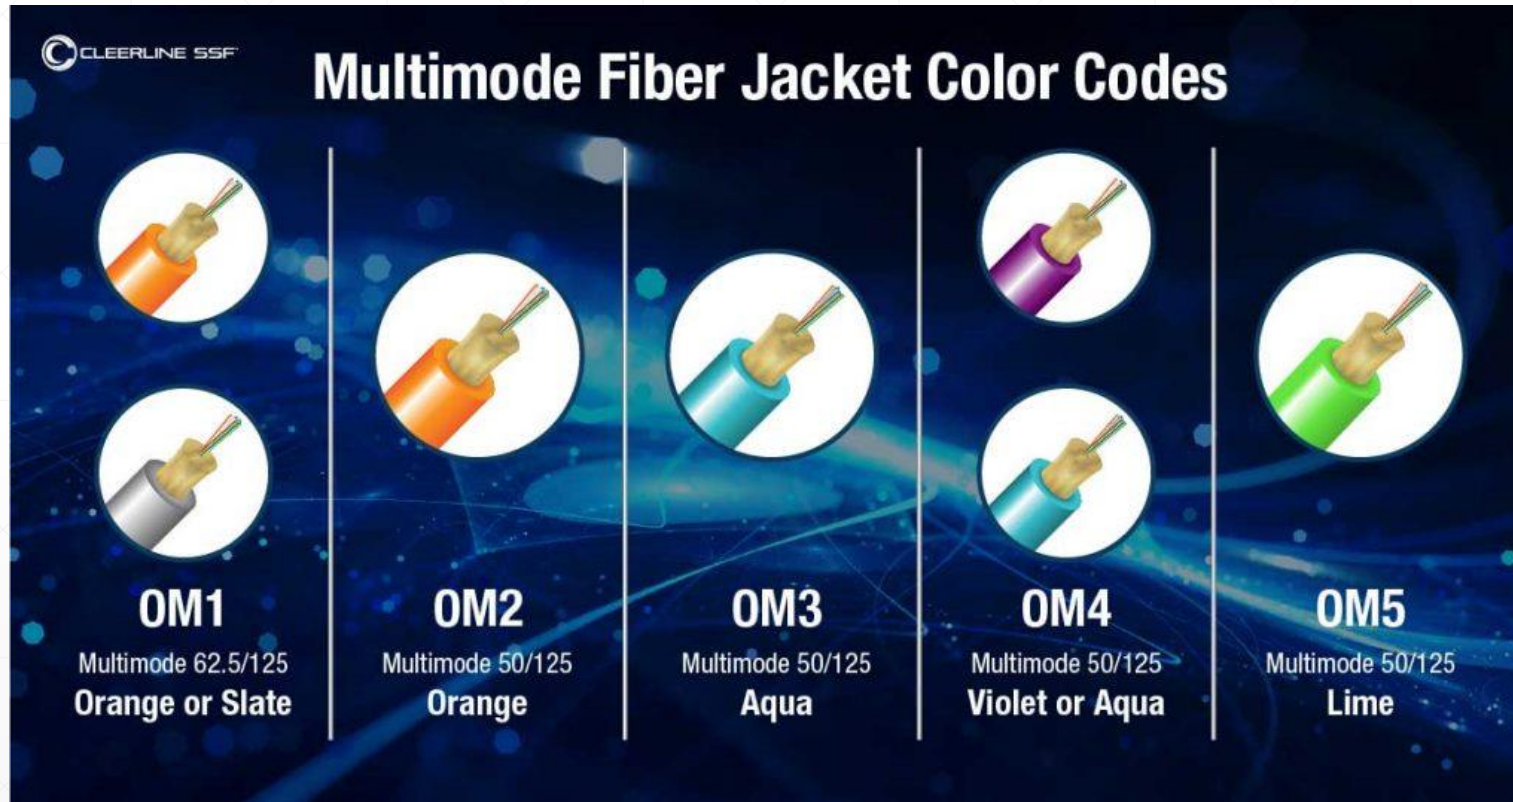 CLEERLINE SSF
Multimode Fiber Jacket Color Codes
OM1
Multimode 62.5/125
Orange or Slate
OM2
Multimode 50/125
Orange
OM3
Multimode 50/125
Aqua
OM4
Multimode 50/125
Violet or Aqua
OM5
Multimode 50/125
Lime